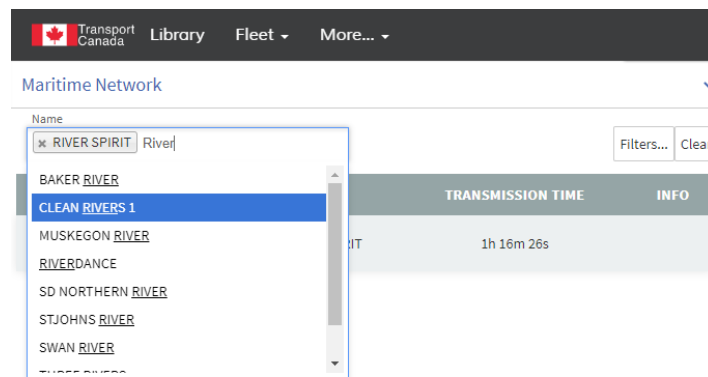 Transport
Canada
Library Fleet More...
Maritime Network
Name
× RIVER SPIRIT River
Filters...
BAKER RIVER
CLEAN RIVERS 1
TRANSMISSION TIME INFO
MUSKEGON RIVER
1h 16m 26s
RIVERDANCE
SD NORTHERN RIVER
STJOHNS RIVER
SWAN RIVER